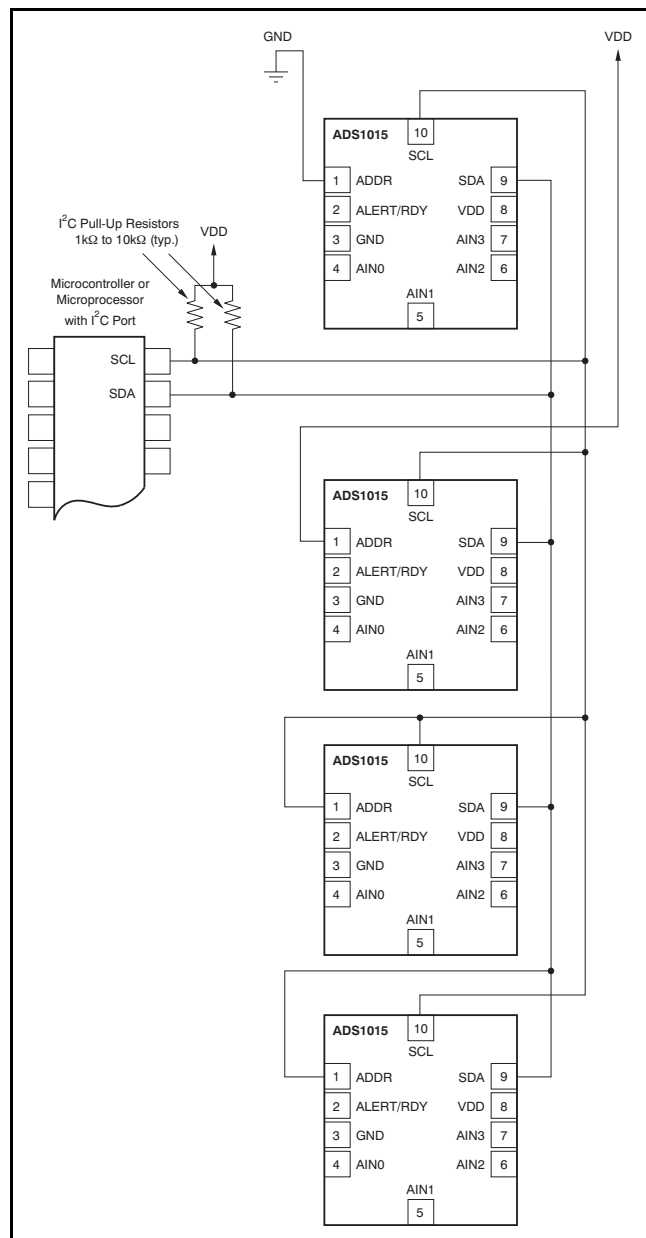 GND
VDD
ADS1015
10
SCL
1 ADDR SDA 9
2 ALERT/RDY VDD 8
3 GND AIN3 7
4 AIN0 AIN2 6
AIN1
5
I²C Pull-Up Resistors
1kΩ to 10kΩ (typ.)
VDD
Microcontroller or
Microprocessor
with I²C Port
SCL
SDA
ADS1015
10
SCL
1 ADDR SDA 9
2 ALERT/RDY VDD 8
3 GND AIN3 7
4 AIN0 AIN2 6
AIN1
5
ADS1015
10
SCL
1 ADDR SDA 9
2 ALERT/RDY VDD 8
3 GND AIN3 7
4 AIN0 AIN2 6
AIN1
5
ADS1015
10
SCL
1 ADDR SDA 9
2 ALERT/RDY VDD 8
3 GND AIN3 7
4 AIN0 AIN2 6
AIN1
5